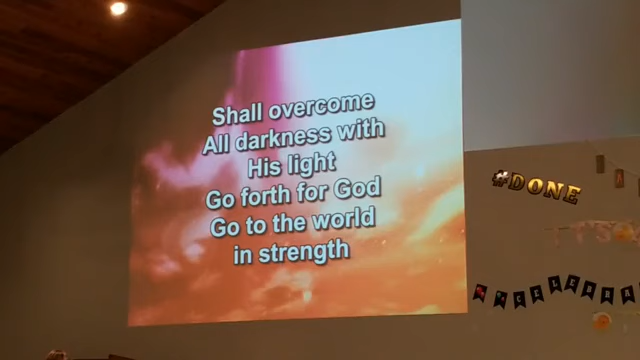 Shall overcome
All darkness with
His light
Go forth for God
Go to the world
in strength
#DONE